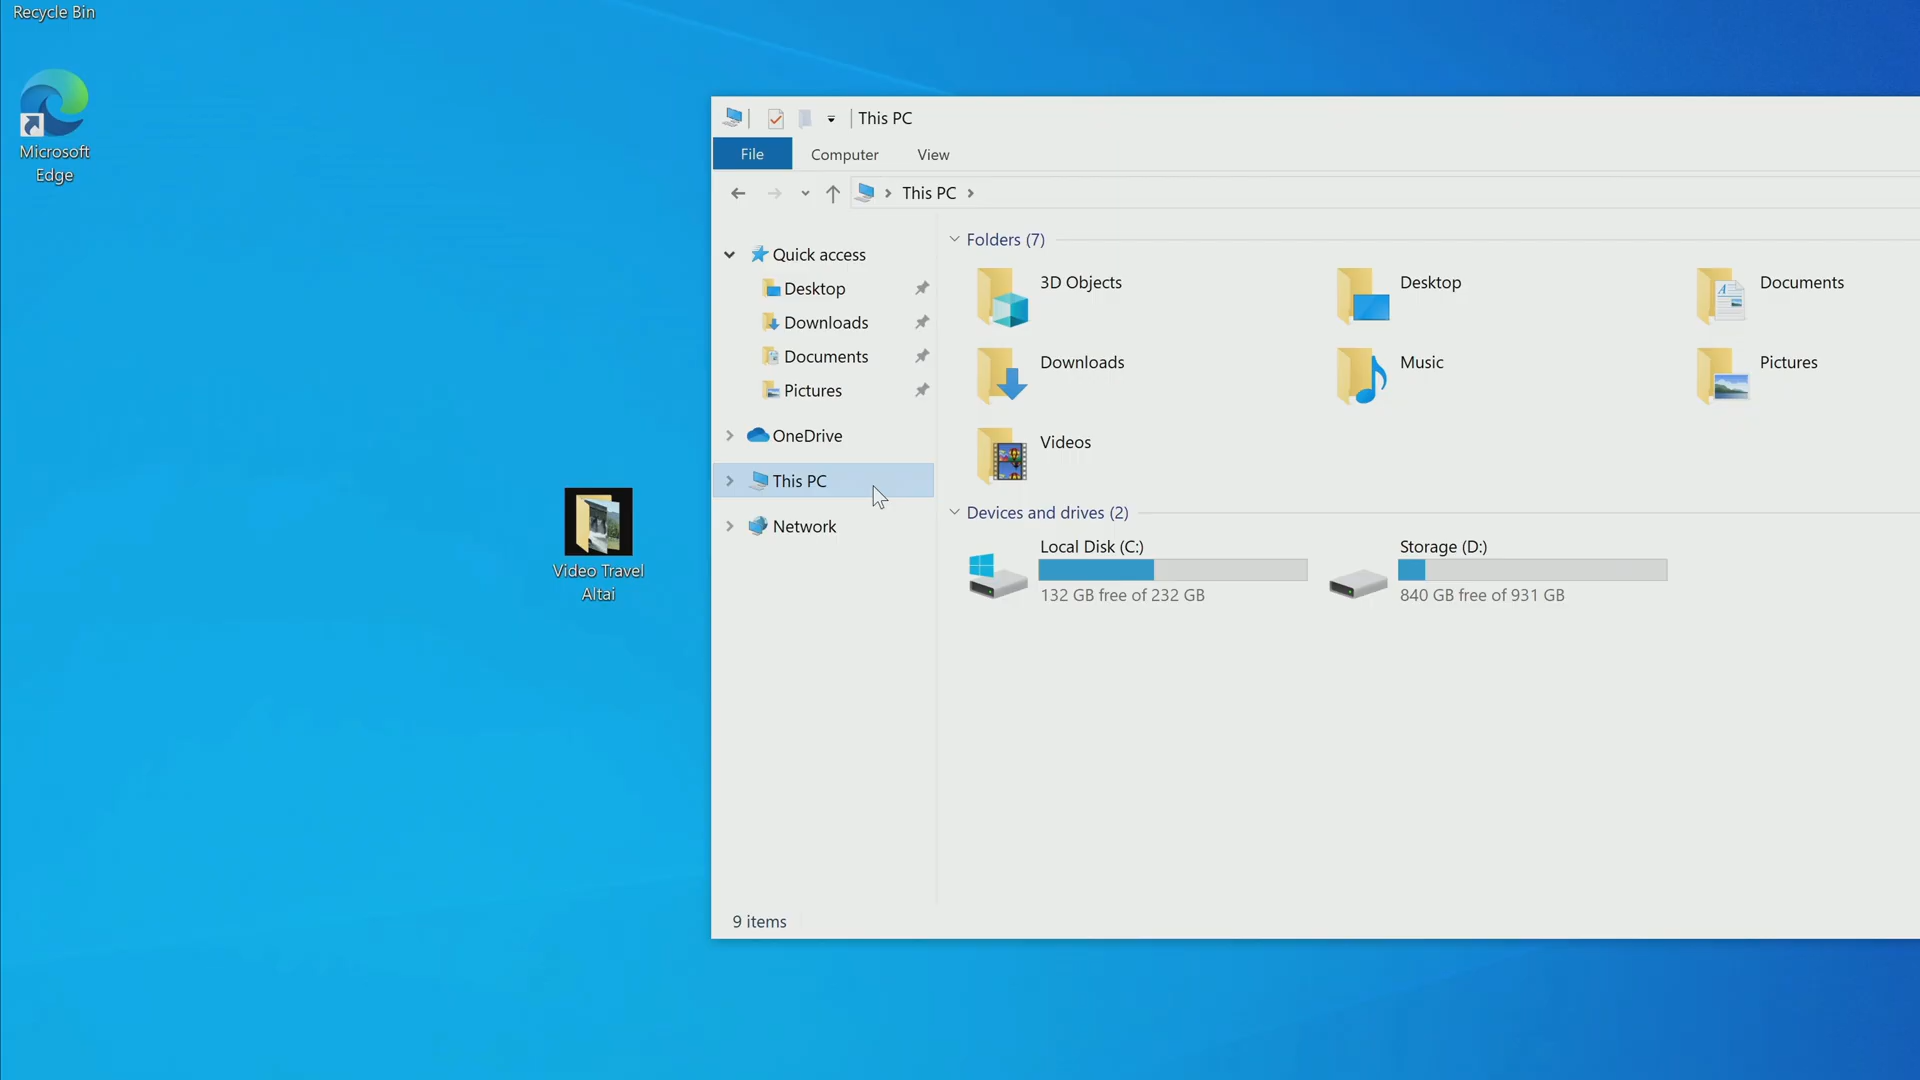 Recycle Bin
Microsoft
Edge
Video Travel
Altai
This PC
File
Computer
View
This PC
Quick access
Desktop
Downloads
Documents
Pictures
OneDrive
This PC
Network
Folders (7)
3D Objects
Desktop
Documents
Downloads
Music
Pictures
Videos
Devices and drives (2)
Local Disk (C:)
132 GB free of 232 GB
Storage (D:)
840 GB free of 931 GB
9 items